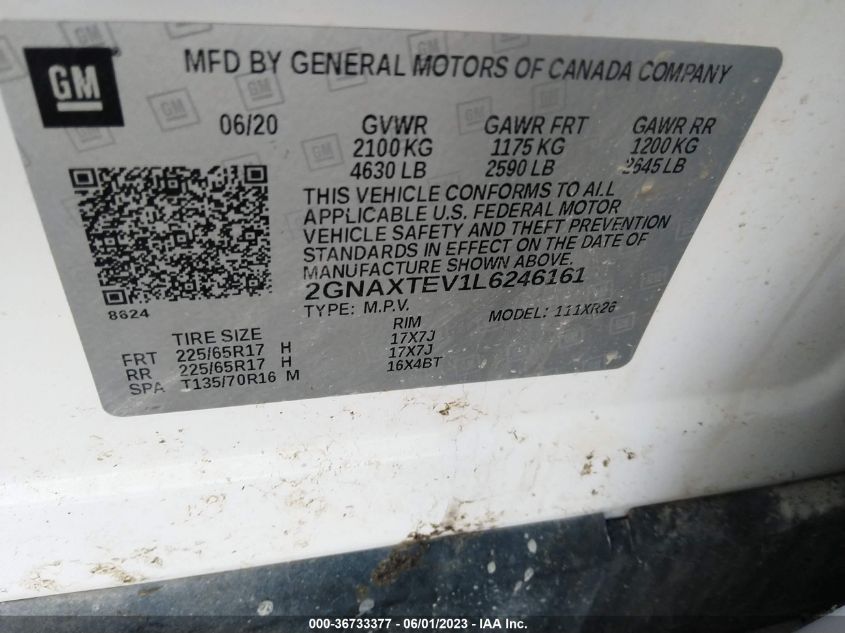 GM
MFD BY GENERAL MOTORS OF CANADA COMPANY
06/20 GVWR GAWR FRT GAWR RR
2100 KG 1175 KG 1200 KG
4630 LB 2590 LB 2645 LB
THIS VEHICLE CONFORMS TO ALL
APPLICABLE U.S. FEDERAL MOTOR
VEHICLE SAFETY AND THEFT PREVENTION
STANDARDS IN EFFECT ON THE DATE OF
MANUFACTURE SHOWN ABOVE.
2GNAXTEV1L6246161
8624 TYPE: M.P.V. MODEL: 111XR26
TIRE SIZE RIM
FRT 225/65R17 H 17X7J
RR 225/65R17 H 17X7J
SPA T135/70R16 M 16X4BT
000-36733377 - 06/01/2023 - IAA Inc.